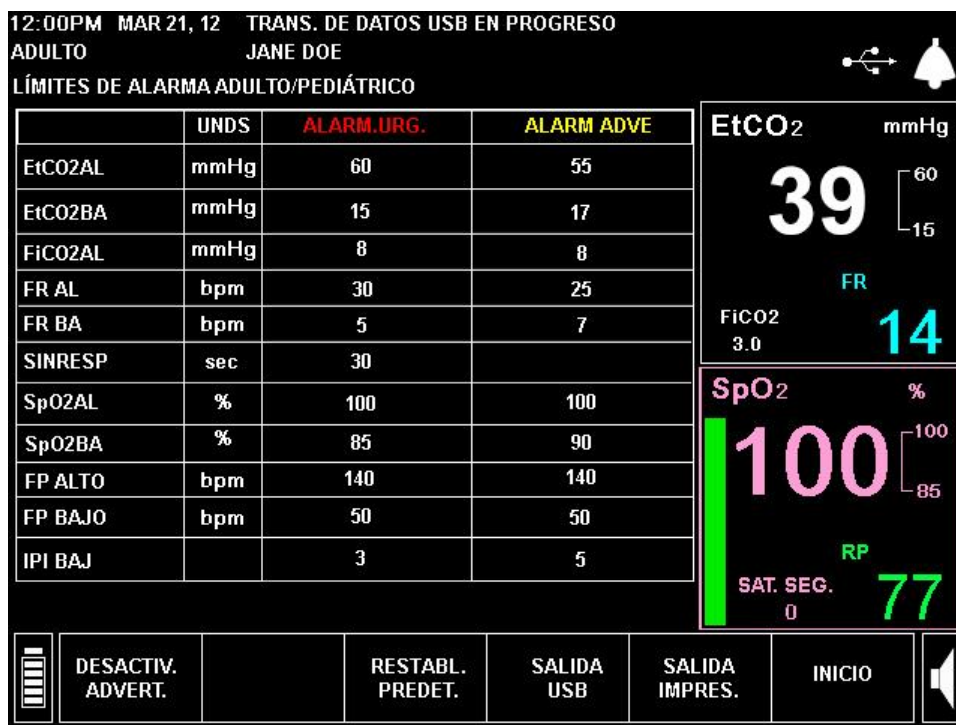 12:00PM MAR 21, 12 TRANS. DE DATOS USB EN PROGRESO
ADULTO JANE DOE
LÍMITES DE ALARMA ADULTO/PEDIÁTRICO
UNDS ALARM.URG. ALARM ADVE
EtCO2AL mmHg 60 55
EtCO2BA mmHg 15 17
FiCO2AL mmHg 8 8
FR AL bpm 30 25
FR BA bpm 5 7
SINRESP sec 30
SpO2AL % 100 100
SpO2BA % 85 90
FP ALTO bpm 140 140
FP BAJO bpm 50 50
IPI BAJ 3 5
EtCO2 mmHg
39
60
15
FR
FiCO2
3.0
14
SpO2 %
100
100
85
RP
SAT. SEG.
0
77
DESACTIV.
ADVERT.
RESTABL.
PREDET.
SALIDA
USB
SALIDA
IMPRES.
INICIO